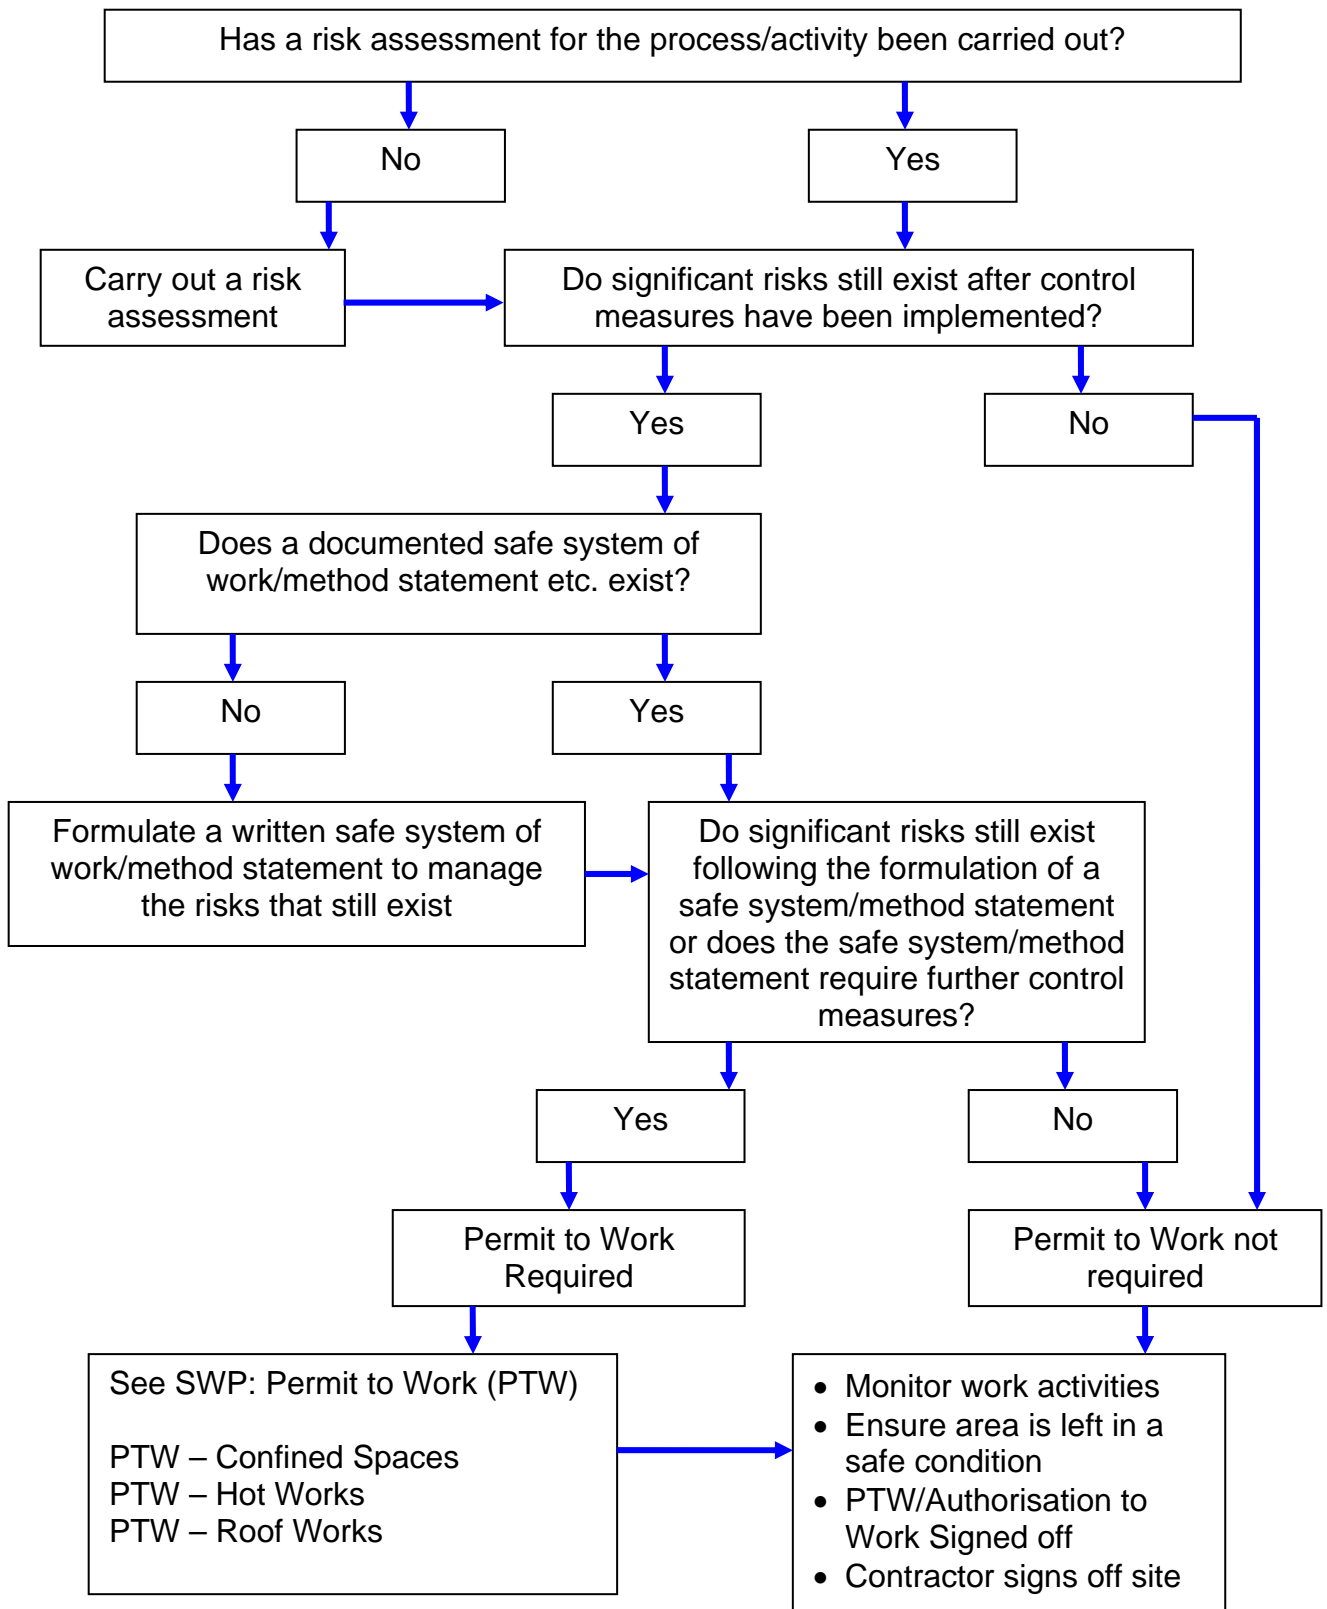 Has a risk assessment for the process/activity been carried out?
No
Yes
Carry out a risk
assessment
Do significant risks still exist after control
measures have been implemented?
Yes
No
Does a documented safe system of
work/method statement etc. exist?
No
Yes
Formulate a written safe system of
work/method statement to manage
the risks that still exist
Do significant risks still exist
following the formulation of a
safe system/method statement
or does the safe system/method
statement require further control
measures?
Yes
No
Permit to Work
Required
Permit to Work not
required
See SWP: Permit to Work (PTW)
PTW – Confined Spaces
PTW – Hot Works
PTW – Roof Works
• Monitor work activities
• Ensure area is left in a
safe condition
• PTW/Authorisation to
Work Signed off
• Contractor signs off site